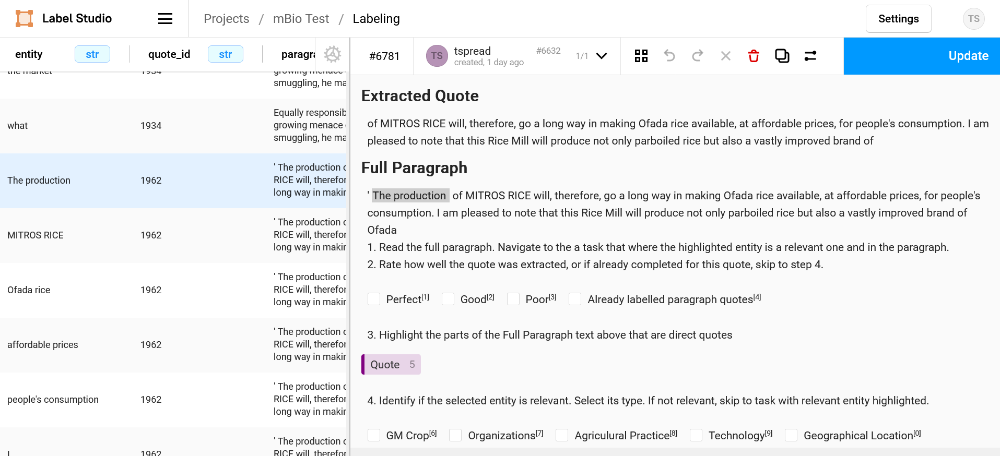 Label Studio
Projects / mBio Test / Labeling
Settings
TS
entity str quote_id str paragra
#6781
TS
tspread #6632
created, 1 day ago
1/1
Update
the market 1934 growing menace
smuggling, he ma
what 1934
Equally responsib
growing menace
smuggling, he ma
The production 1962
' The production c
RICE will, therefor
long way in makin
MITROS RICE 1962
' The production c
RICE will, therefor
long way in makin
Ofada rice 1962
' The production c
RICE will, therefor
long way in makin
affordable prices 1962
' The production c
RICE will, therefor
long way in makin
people's consumption 1962
' The production c
RICE will, therefor
long way in makin
I 1962
' The production c
RICE will, therefor
Extracted Quote
of MITROS RICE will, therefore, go a long way in making Ofada rice available, at affordable prices, for people's consumption. I am
pleased to note that this Rice Mill will produce not only parboiled rice but also a vastly improved brand of
Full Paragraph
' The production of MITROS RICE will, therefore, go a long way in making Ofada rice available, at affordable prices, for people's
consumption. I am pleased to note that this Rice Mill will produce not only parboiled rice but also a vastly improved brand of
Ofada
1. Read the full paragraph. Navigate to the a task that where the highlighted entity is a relevant one and in the paragraph.
2. Rate how well the quote was extracted, or if already completed for this quote, skip to step 4.
Perfect[1] Good[2] Poor[3] Already labelled paragraph quotes[4]
3. Highlight the parts of the Full Paragraph text above that are direct quotes
Quote 5
4. Identify if the selected entity is relevant. Select its type. If not relevant, skip to task with relevant entity highlighted.
GM Crop[6] Organizations[7] Agriculural Practice[8] Technology[9] Geographical Location[0]